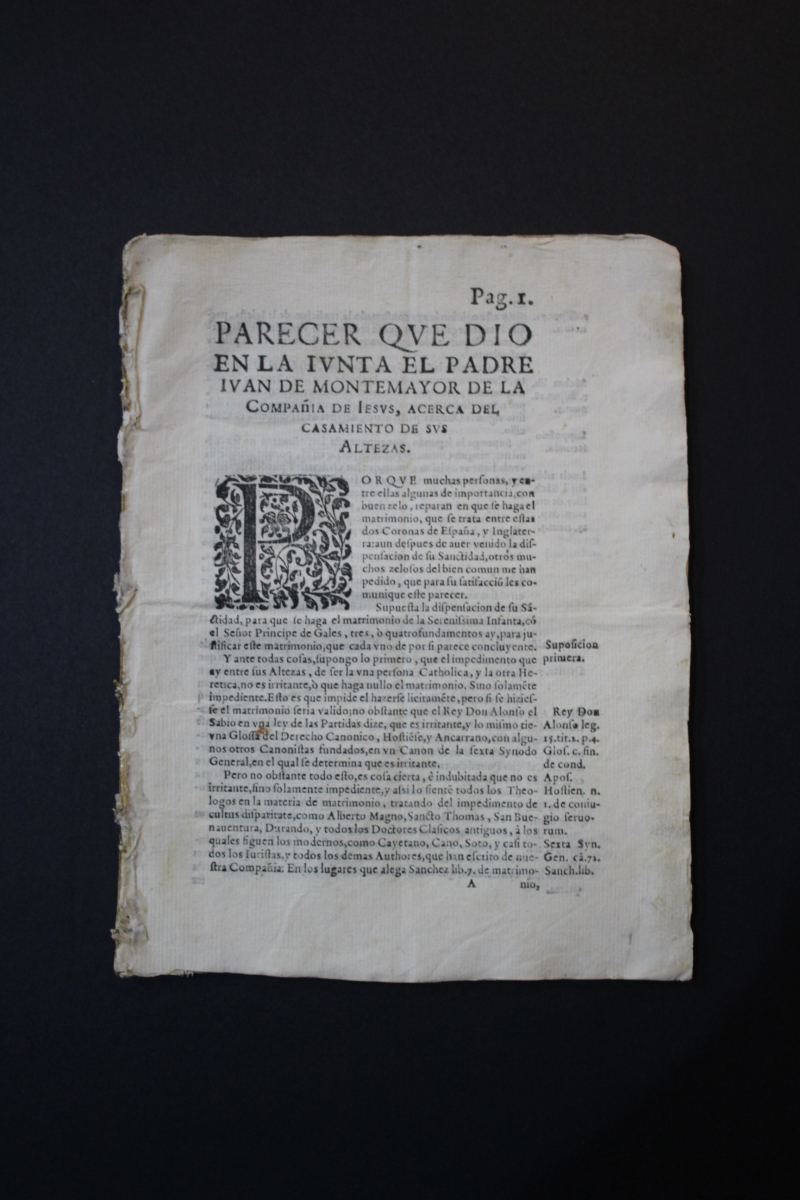 Pag. 1.
PARECER QVE DIO
EN LA IVNTA EL PADRE
IVAN DE MONTEMAYOR DE LA
COMPAñIA DE IESVS, ACERCA DEL
CASAMIENTO DE SVS
ALTEZAS.
PORQVE muchas perſonas, y en-
tre ellas algunas de importancia, con
buen zelo, reparan en que ſe haga el
matrimonio, que ſe trata entre eſtas
dos Coronas de Eſpaña, y Inglater-
ra: aun deſpues de auer venido la diſ-
penſacion de ſu Sanctidad, otros mu-
chos zeloſos del bien comun me han
pedido, que para ſu ſatiſacció les co-
munique eſte parecer.
Supueſta la diſpenſacion de ſu Sã-
ctidad, para que ſe haga el matrimonio de la Sereniſsima Infanta, cõ
el Señor Principe de Gales, tres, ò quatro fundamentos ay, para ju-
ſtificar eſte matrimonio, que cada vno de por ſi parece concluyente.
Y ante todas coſas, ſupongo lo primero, que el impedimento que
ay entre ſus Altezas, de ſer la vna perſona Catholica, y la otra He-
retica, no es irritante, ò que haga nullo el matrimonio. Sino ſolamẽte
impediente. Eſto es que impide el hazerſe licitamẽte, pero ſi ſe hizieſ-
ſe el matrimonio ſeria valido; no obſtante que el Rey Don Alonſo el
Sabio en vna ley de las Partidas dize, que es irritante, y lo miſmo tie-
vna Gloſſa del Derecho Canonico, Hoſtiẽſe, y Ancarrano, con algu-
nos otros Canoniſtas fundados, en vn Canon de la ſexta Synodo
General, en el qual ſe determina que es irritante.
Pero no obſtante todo eſto, es coſa cierta, è indubitada que no es
irritante, ſino ſolamente impediente, y aſsi lo ſientẽ todos los Theo-
logos en la materia de matrimonio, tratando del impedimento de
cultus diſparitate, como Alberto Magno, Sancto Thomas, San Bue-
nauentura, Durando, y todos los Doctores Claſicos antiguos, à los
quales ſiguen los modernos, como Cayetano, Cano, Soto, y caſi to-
dos los Iuriſtas, y todos los demas Authores, que han eſcrito de nue-
ſtra Compañia. En los lugares que alega Sanchez lib. 7. de matrimo-
A nio,
Supoſicion
primera.
Rey Don
Alonſo leg.
15. tit. 2. p. 4.
Gloſ. c. fin.
de cond.
Apoſ.
Hoſtien. n.
1. de coniu-
gio ſeruo-
rum.
Sexta Syn.
Gen. cã. 72.
Sanch. lib.